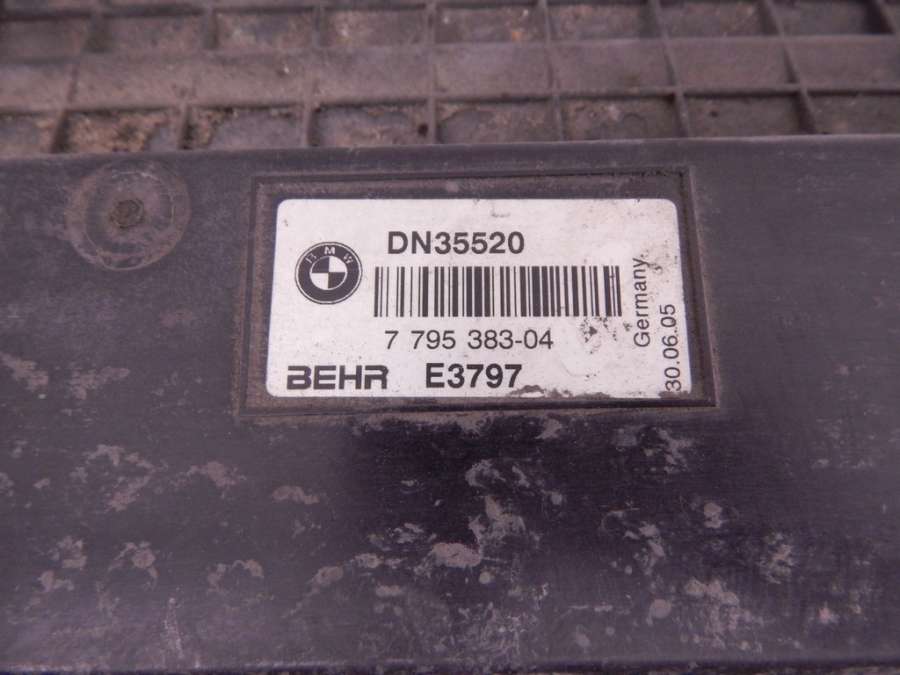 BMW
DN35520
7 795 383-04
BEHR E3797
Germany
30.06.05